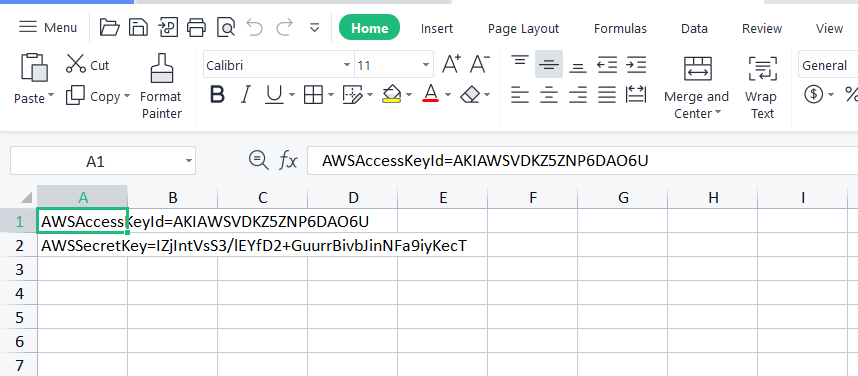 Menu Home Insert Page Layout Formulas Data Review View
Cut Calibri 11 A+ A- General
Paste Copy Format Painter B I U A Merge and Center Wrap Text
A1 fx AWSAccessKeyId=AKIAWSVDKZ5ZNP6DAO6U
A B C D E F G H I
1 AWSAccessKeyId=AKIAWSVDKZ5ZNP6DAO6U
2 AWSSecretKey=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
3
4
5
6
7